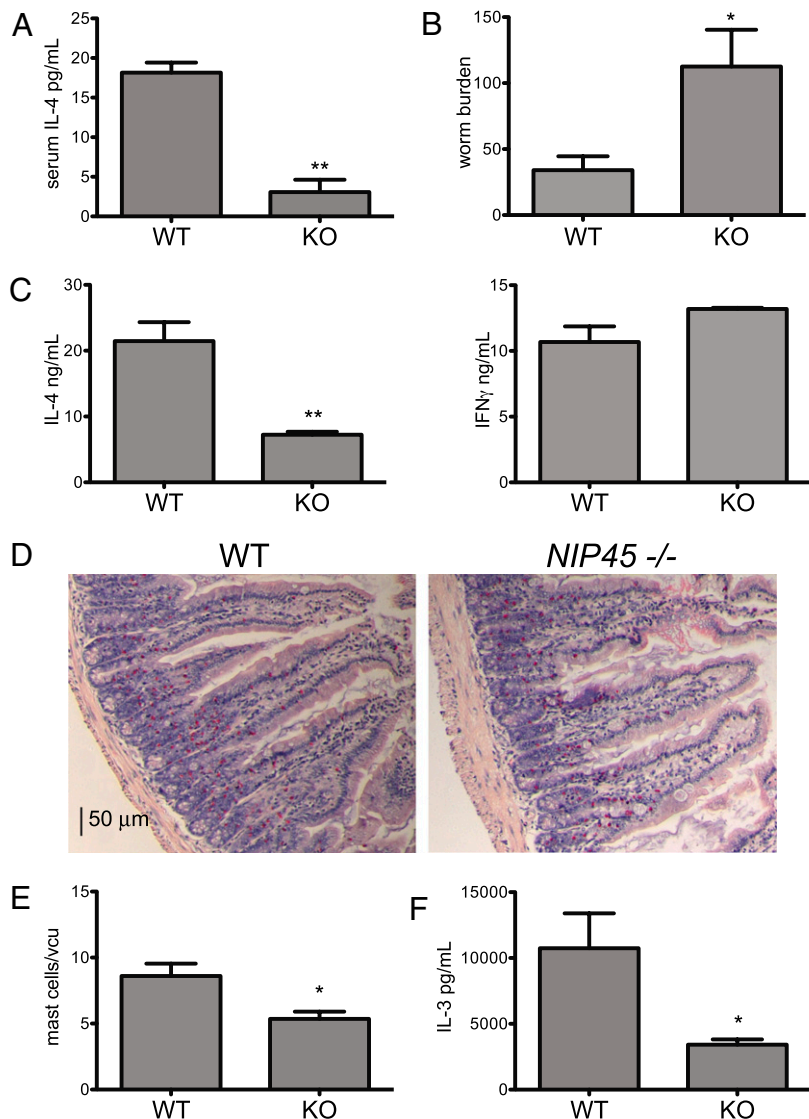 A
serum IL-4 pg/mL
25
20
15
10
5
0
**
WT
KO
B
worm burden
150
100
50
0
*
WT
KO
C
IL-4 ng/mL
30
20
10
0
**
WT
KO
IFNγ ng/mL
15
10
5
0
WT
KO
D
WT
NIP45 -/-
50 μm
E
mast cells/vcu
15
10
5
0
*
WT
KO
F
IL-3 pg/mL
15000
10000
5000
0
*
WT
KO